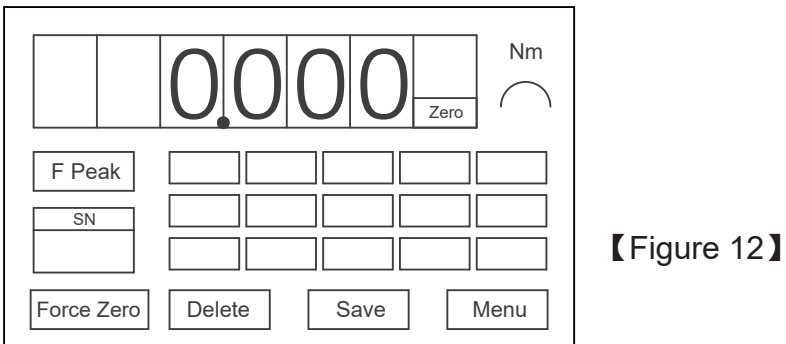 Nm
0.000
Zero
F Peak
SN
【Figure 12】
Force Zero Delete Save Menu